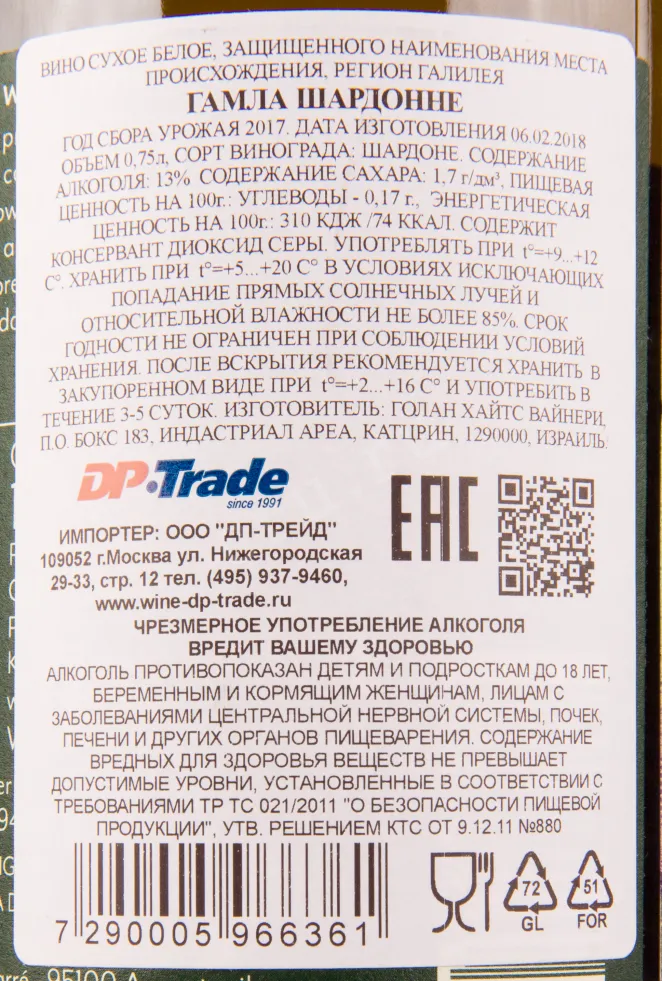 ВИНО СУХОЕ БЕЛОЕ, ЗАЩИЩЕННОГО НАИМЕНОВАНИЯ МЕСТА
ПРОИСХОЖДЕНИЯ, РЕГИОН ГАЛИЛЕЯ
ГАМЛА ШАРДОННЕ
ГОД СБОРА УРОЖАЯ 2017. ДАТА ИЗГОТОВЛЕНИЯ 06.02.2018
ОБЪЕМ 0,75л, СОРТ ВИНОГРАДА: ШАРДОНЕ. СОДЕРЖАНИЕ
АЛКОГОЛЯ: 13% СОДЕРЖАНИЕ САХАРА: 1,7 г/дм³, ПИЩЕВАЯ
ЦЕННОСТЬ НА 100г.: УГЛЕВОДЫ - 0,17 г., ЭНЕРГЕТИЧЕСКАЯ
ЦЕННОСТЬ НА 100г.: 310 КДЖ /74 ККАЛ. СОДЕРЖИТ
КОНСЕРВАНТ ДИОКСИД СЕРЫ. УПОТРЕБЛЯТЬ ПРИ t°=+9...+12
С°. ХРАНИТЬ ПРИ t°=+5...+20 С° В УСЛОВИЯХ ИСКЛЮЧАЮЩИХ
ПОПАДАНИЕ ПРЯМЫХ СОЛНЕЧНЫХ ЛУЧЕЙ И
ОТНОСИТЕЛЬНОЙ ВЛАЖНОСТИ НЕ БОЛЕЕ 85%. СРОК
ГОДНОСТИ НЕ ОГРАНИЧЕН ПРИ СОБЛЮДЕНИИ УСЛОВИЙ
ХРАНЕНИЯ. ПОСЛЕ ВСКРЫТИЯ РЕКОМЕНДУЕТСЯ ХРАНИТЬ В
ЗАКУПОРЕННОМ ВИДЕ ПРИ t°=+2...+16 С° И УПОТРЕБИТЬ В
ТЕЧЕНИЕ 3-5 СУТОК. ИЗГОТОВИТЕЛЬ: ГОЛАН ХАЙТС ВАЙНЕРИ,
П.О. БОКС 183, ИНДАСТРИАЛ АРЕА, КАТЦРИН, 1290000, ИЗРАИЛЬ.
DP·Trade
since 1991
EAC
ИМПОРТЕР: ООО "ДП-ТРЕЙД"
109052 г.Москва ул. Нижегородская
29-33, стр. 12 тел. (495) 937-9460,
www.wine-dp-trade.ru
ЧРЕЗМЕРНОЕ УПОТРЕБЛЕНИЕ АЛКОГОЛЯ
ВРЕДИТ ВАШЕМУ ЗДОРОВЬЮ
АЛКОГОЛЬ ПРОТИВОПОКАЗАН ДЕТЯМ И ПОДРОСТКАМ ДО 18 ЛЕТ,
БЕРЕМЕННЫМ И КОРМЯЩИМ ЖЕНЩИНАМ, ЛИЦАМ С
ЗАБОЛЕВАНИЯМИ ЦЕНТРАЛЬНОЙ НЕРВНОЙ СИСТЕМЫ, ПОЧЕК,
ПЕЧЕНИ И ДРУГИХ ОРГАНОВ ПИЩЕВАРЕНИЯ. СОДЕРЖАНИЕ
ВРЕДНЫХ ДЛЯ ЗДОРОВЬЯ ВЕЩЕСТВ НЕ ПРЕВЫШАЕТ
ДОПУСТИМЫЕ УРОВНИ, УСТАНОВЛЕННЫЕ В СООТВЕТСТВИИ С
ТРЕБОВАНИЯМИ ТР ТС 021/2011 "О БЕЗОПАСНОСТИ ПИЩЕВОЙ
ПРОДУКЦИИ", УТВ. РЕШЕНИЕМ КТС ОТ 9.12.11 №880
7 290005 966361
72
GL
51
FOR